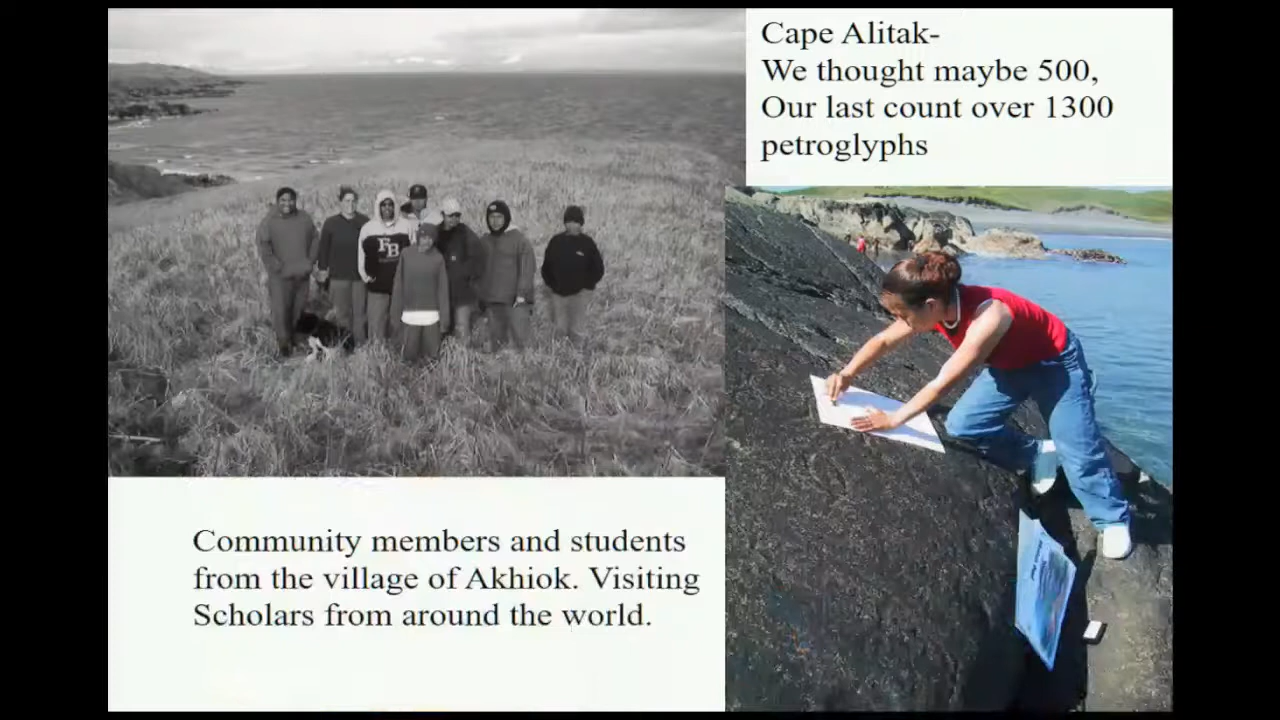 Cape Alitak-
We thought maybe 500,
Our last count over 1300
petroglyphs
FB
Community members and students
from the village of Akhiok. Visiting
Scholars from around the world.